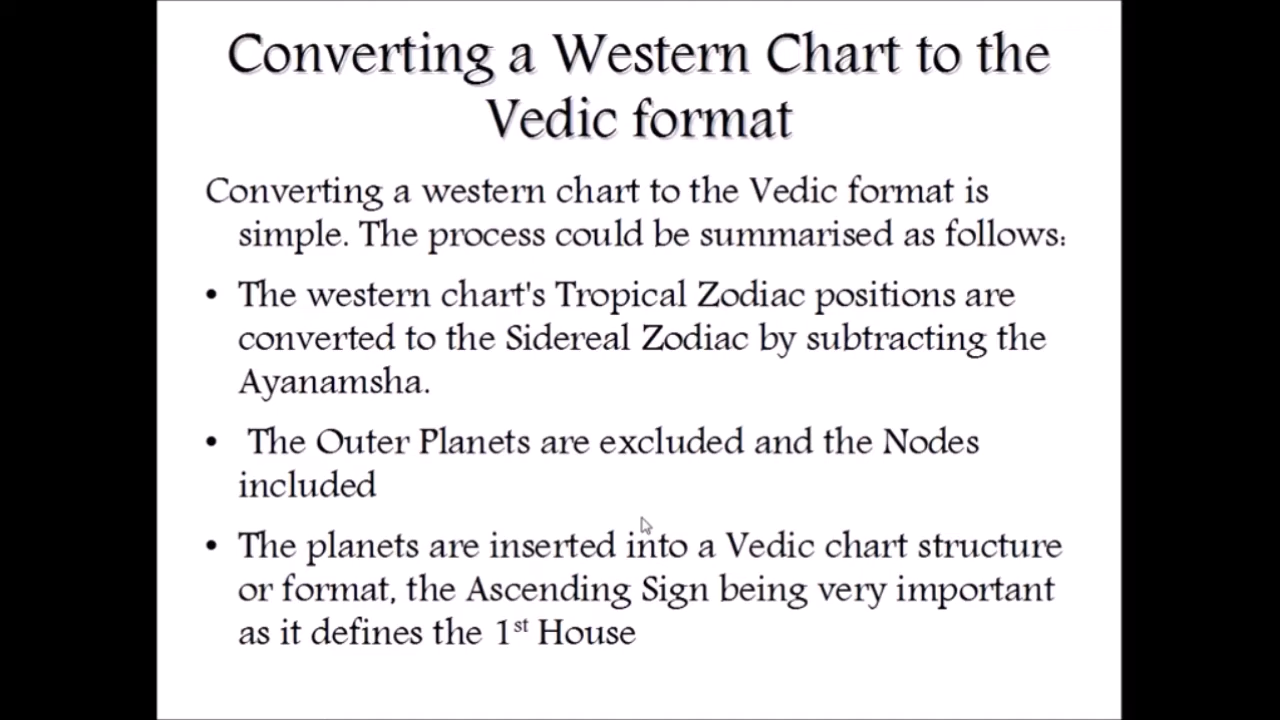 Converting a Western Chart to the
Vedic format
Converting a western chart to the Vedic format is
simple. The process could be summarised as follows:
• The western chart's Tropical Zodiac positions are
converted to the Sidereal Zodiac by subtracting the
Ayanamsha.
• The Outer Planets are excluded and the Nodes
included
• The planets are inserted into a Vedic chart structure
or format, the Ascending Sign being very important
as it defines the 1st House